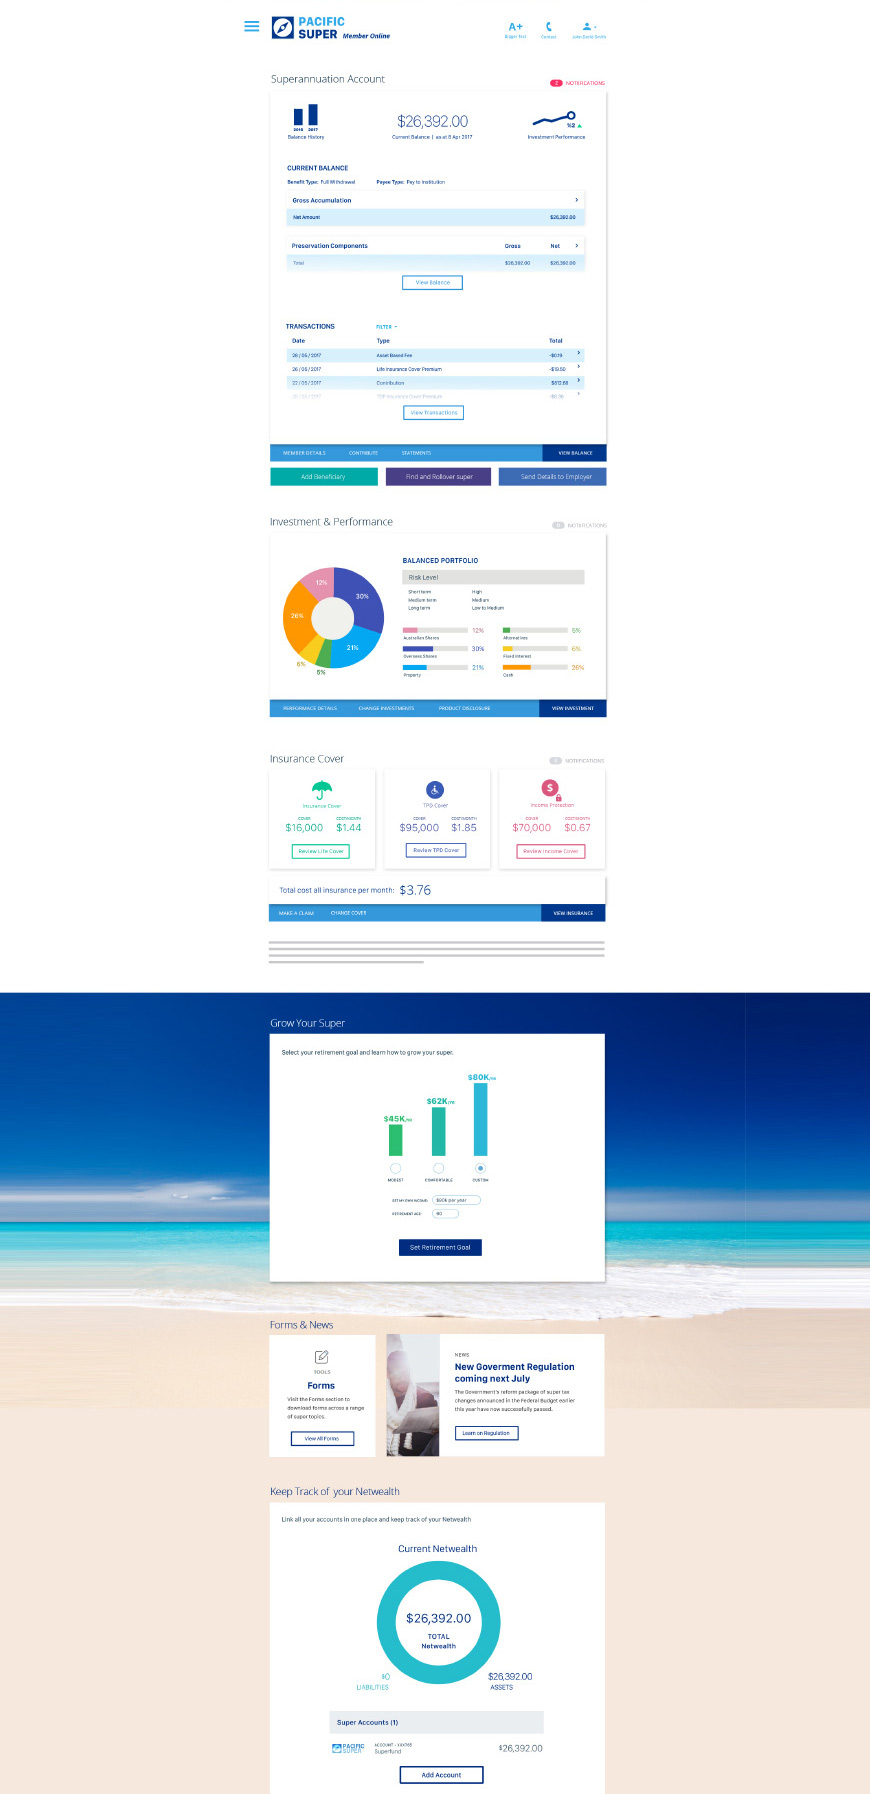 PACIFIC
SUPER Member Online
A+
Bigger Text
Contact
John David Smith
Superannuation Account
2 NOTIFICATIONS
2016 2017
Balance History
$26,392.00
Current Balance | as at 8 Apr 2017
%2
Investment Performance
CURRENT BALANCE
Benefit Type: Full Withdrawal Payee Type: Pay to Institution
Gross Accumulation
Net Amount $26,392.00
Preservation Components Gross Net
Total $26,392.00 $26,392.00
View Balance
TRANSACTIONS FILTER
Date Type Total
28 / 05 / 2017 Asset Based Fee -$0.19
26 / 05 / 2017 Life Insurance Cover Premium -$19.50
22 / 05 / 2017 Contribution $812.66
TDP Insurance Cover Premium
View Transactions
MEMBER DETAILS CONTRIBUTE STATEMENTS VIEW BALANCE
Add Beneficiary Find and Rollover super Send Details to Employer
Investment & Performance
NOTIFICATIONS
BALANCED PORTFOLIO
Risk Level
Short term High
Medium term Medium
Long term Low to Medium
12%
30%
26%
21%
6%
5%
12% 5%
Australian Shares Alternatives
30% 6%
Overseas Shares Fixed Interest
21% 26%
Property Cash
PERFORMACE DETAILS CHANGE INVESTMENTS PRODUCT DISCLOSURE VIEW INVESTMENT
Insurance Cover
NOTIFICATIONS
Insurance Cover
COVER COST/MONTH
$16,000 $1.44
Review Life Cover
TPD Cover
COVER COST/MONTH
$95,000 $1.85
Review TPD Cover
$
Income Protection
COVER COST/MONTH
$70,000 $0.67
Review Income Cover
Total cost all insurance per month: $3.76
MAKE A CLAIM CHANGE COVER VIEW INSURANCE
Grow Your Super
Select your retirement goal and learn how to grow your super.
$45K/YR
$62K/YR
$80K/YR
MODEST COMFORTABLE CUSTOM
SET MY OWN INCOME: $80k per year
RETIREMENT AGE: 60
Set Retirement Goal
Forms & News
TOOLS
Forms
Visit the Forms section to
download forms across a range
of super topics.
View All Forms
NEWS
New Goverment Regulation
coming next July
The Government's reform package of super tax
changes announced in the Federal Budget earlier
this year have now successfully passed.
Learn on Regulation
Keep Track of your Netwealth
Link all your accounts in one place and keep track of your Netwealth
Current Netwealth
$26,392.00
TOTAL
Netwealth
$0
LIABILITIES
$26,392.00
ASSETS
Super Accounts (1)
PACIFIC
SUPER
ACCOUNT - XXX765
Superfund
$26,392.00
Add Account